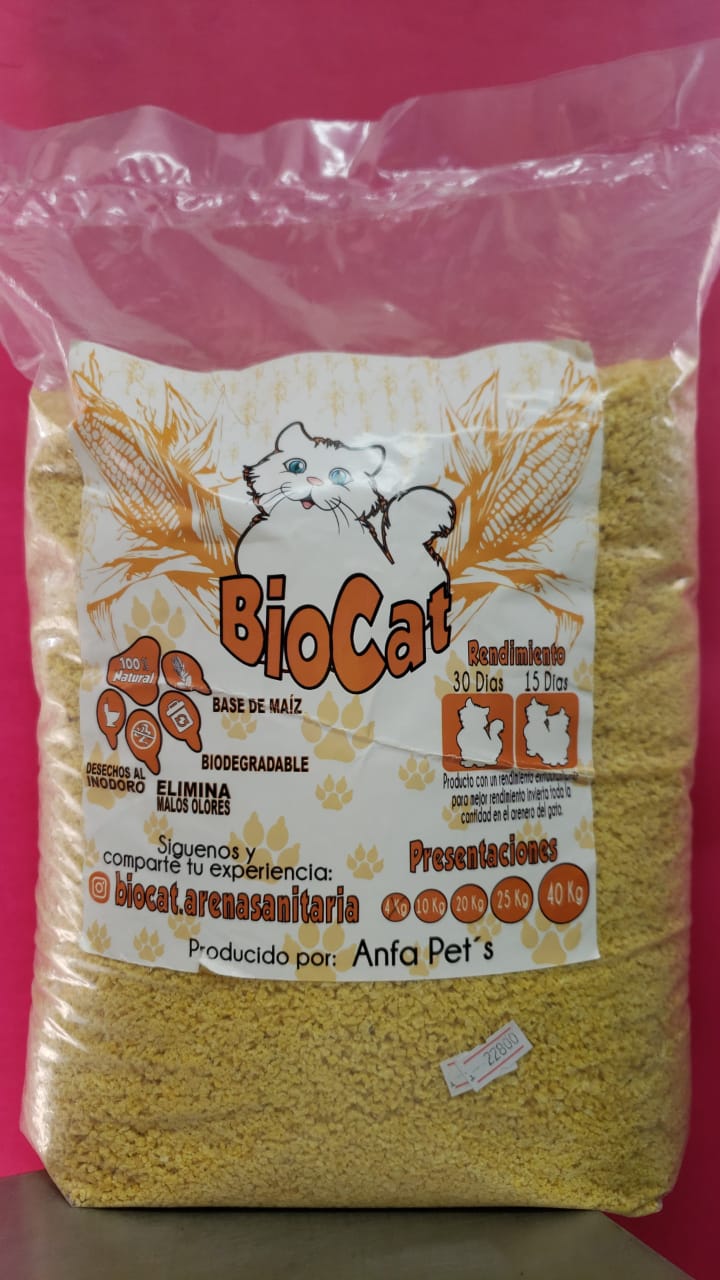 BioCat
100%
Natural
BASE DE MAÍZ
BIODEGRADABLE
DESECHOS AL
INODORO
ELIMINA
MALOS OLORES
Rendimiento
30 Dias 15 Dias
Producto con un rendimiento
para mejor rendimiento invierta toda la
cantidad en el arenero del gato.
Siguenos y
comparte tu experiencia:
biocat.arenasanitaria
Presentaciones
4 Kg 10 Kg 20 Kg 25 Kg 40 Kg
Producido por: Anfa Pet´s
22800